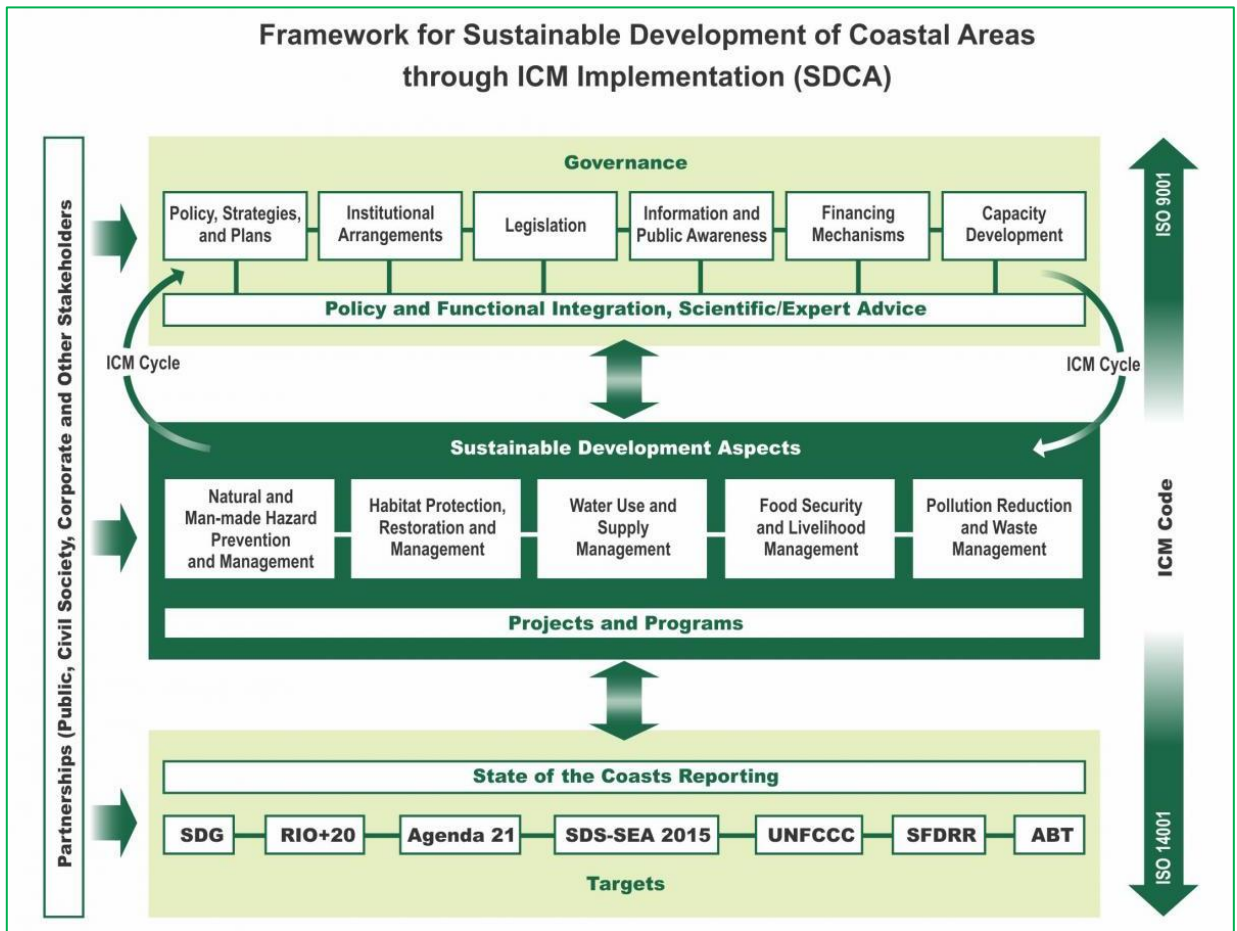 Framework for Sustainable Development of Coastal Areas
through ICM Implementation (SDCA)
Partnerships (Public, Civil Society, Corporate and Other Stakeholders
Governance
Policy, Strategies,
and Plans
Institutional
Arrangements
Legislation
Information and
Public Awareness
Financing
Mechanisms
Capacity
Development
Policy and Functional Integration, Scientific/Expert Advice
ICM Cycle
ICM Cycle
Sustainable Development Aspects
Natural and
Man-made Hazard
Prevention
and Management
Habitat Protection,
Restoration and
Management
Water Use and
Supply
Management
Food Security
and Livelihood
Management
Pollution Reduction
and Waste
Management
Projects and Programs
State of the Coasts Reporting
SDG
RIO+20
Agenda 21
SDS-SEA 2015
UNFCCC
SFDRR
ABT
Targets
ISO 9001
ICM Code
ISO 14001